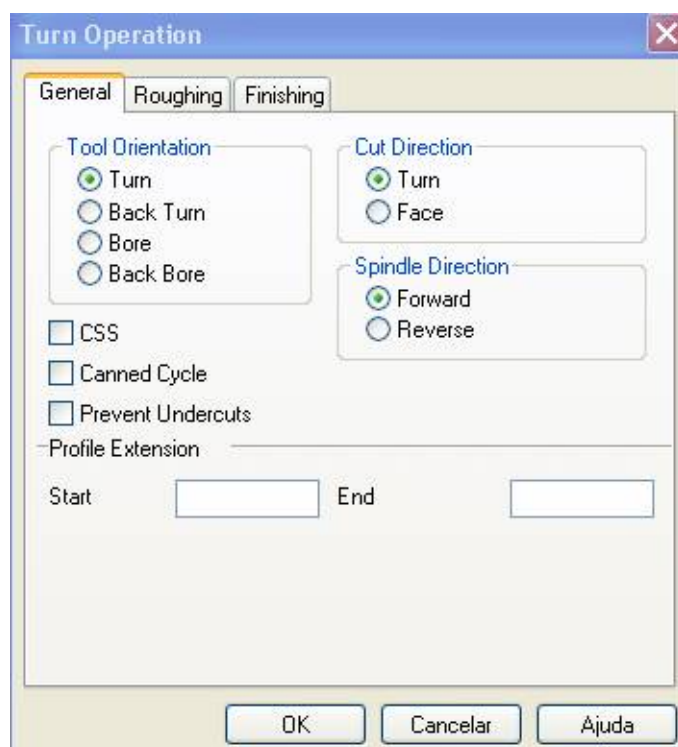 Turn Operation
General Roughing Finishing
Tool Orientation
Turn
Back Turn
Bore
Back Bore
Cut Direction
Turn
Face
Spindle Direction
Forward
Reverse
CSS
Canned Cycle
Prevent Undercuts
Profile Extension
Start End
OK Cancelar Ajuda